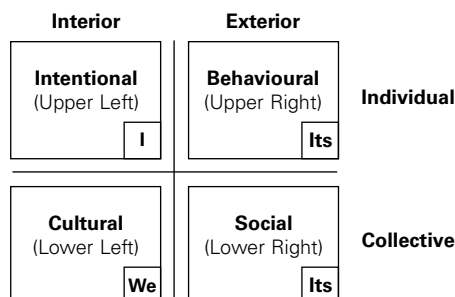 Interior Exterior
Intentional Behavioural
(Upper Left) (Upper Right) Individual
I Its
Cultural Social
(Lower Left) (Lower Right) Collective
We Its